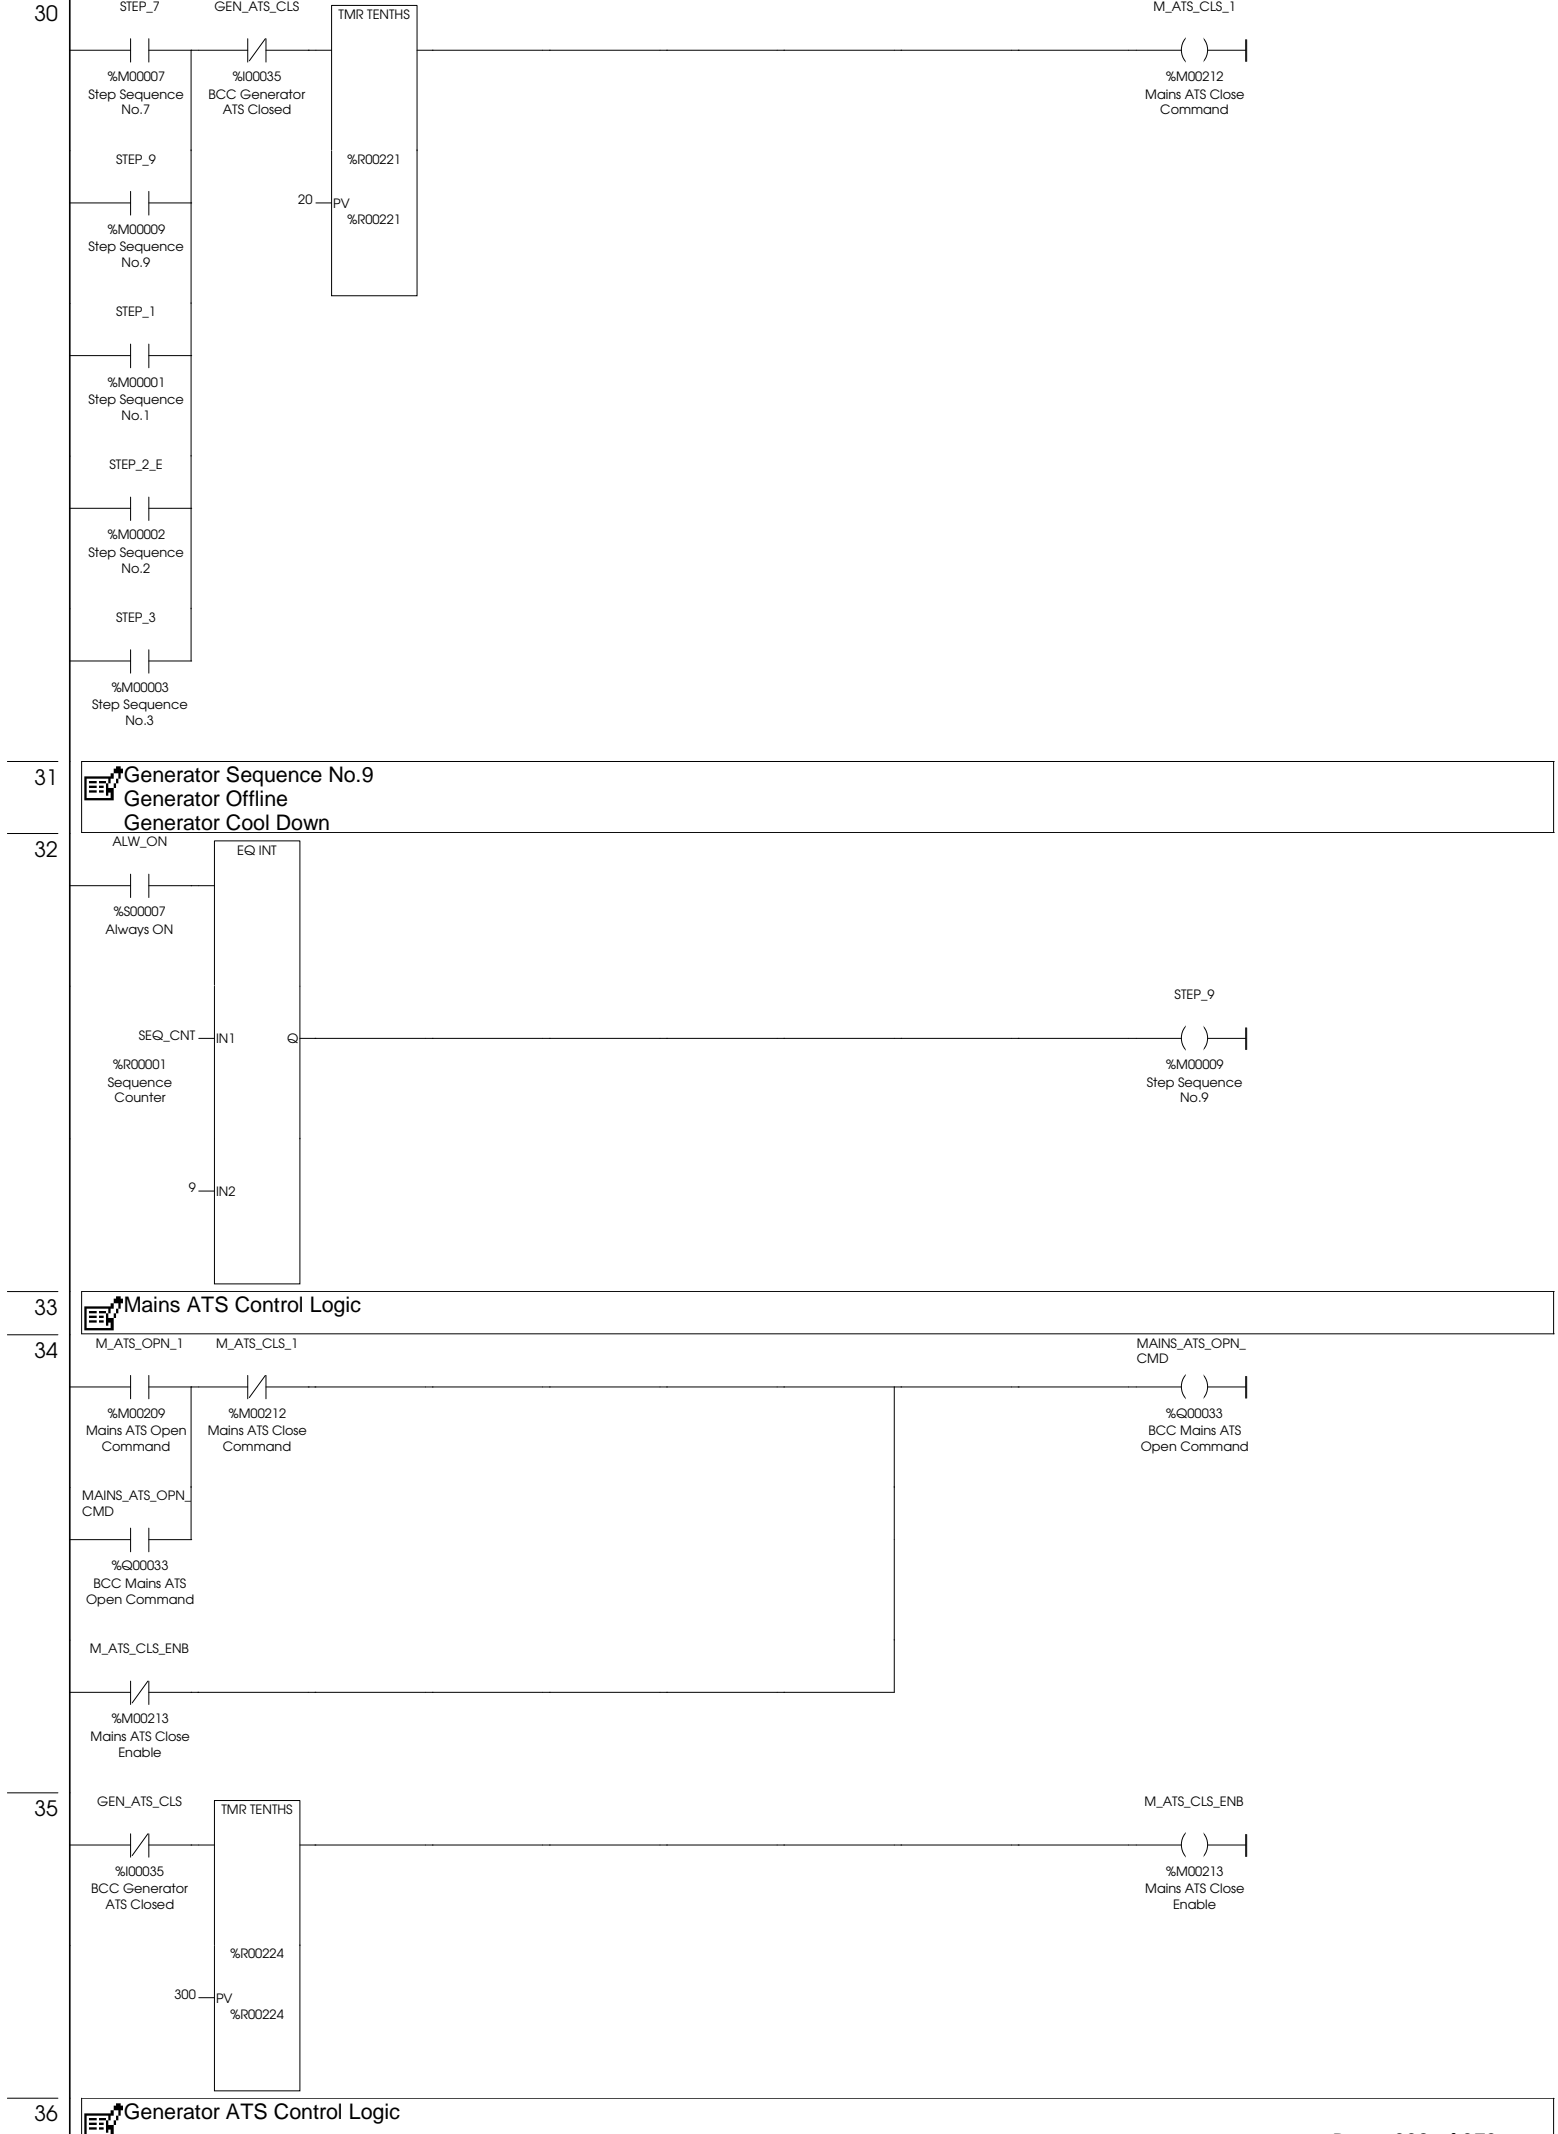 30
STEP_7
GEN_ATS_CLS
TMR TENTHS
M_ATS_CLS_1
%M00007
Step Sequence
No.7
%I00035
BCC Generator
ATS Closed
%M00212
Mains ATS Close
Command
STEP_9
%R00221
20
PV
%R00221
%M00009
Step Sequence
No.9
STEP_1
%M00001
Step Sequence
No.1
STEP_2_E
%M00002
Step Sequence
No.2
STEP_3
%M00003
Step Sequence
No.3
31
Generator Sequence No.9
Generator Offline
Generator Cool Down
32
ALW_ON
EQ INT
%S00007
Always ON
STEP_9
SEQ_CNT
IN1
Q
%R00001
Sequence
Counter
%M00009
Step Sequence
No.9
9
IN2
33
Mains ATS Control Logic
34
M_ATS_OPN_1
M_ATS_CLS_1
MAINS_ATS_OPN_
CMD
%M00209
Mains ATS Open
Command
%M00212
Mains ATS Close
Command
%Q00033
BCC Mains ATS
Open Command
MAINS_ATS_OPN_
CMD
%Q00033
BCC Mains ATS
Open Command
M_ATS_CLS_ENB
%M00213
Mains ATS Close
Enable
35
GEN_ATS_CLS
TMR TENTHS
M_ATS_CLS_ENB
%I00035
BCC Generator
ATS Closed
%M00213
Mains ATS Close
Enable
%R00224
300
PV
%R00224
36
Generator ATS Control Logic